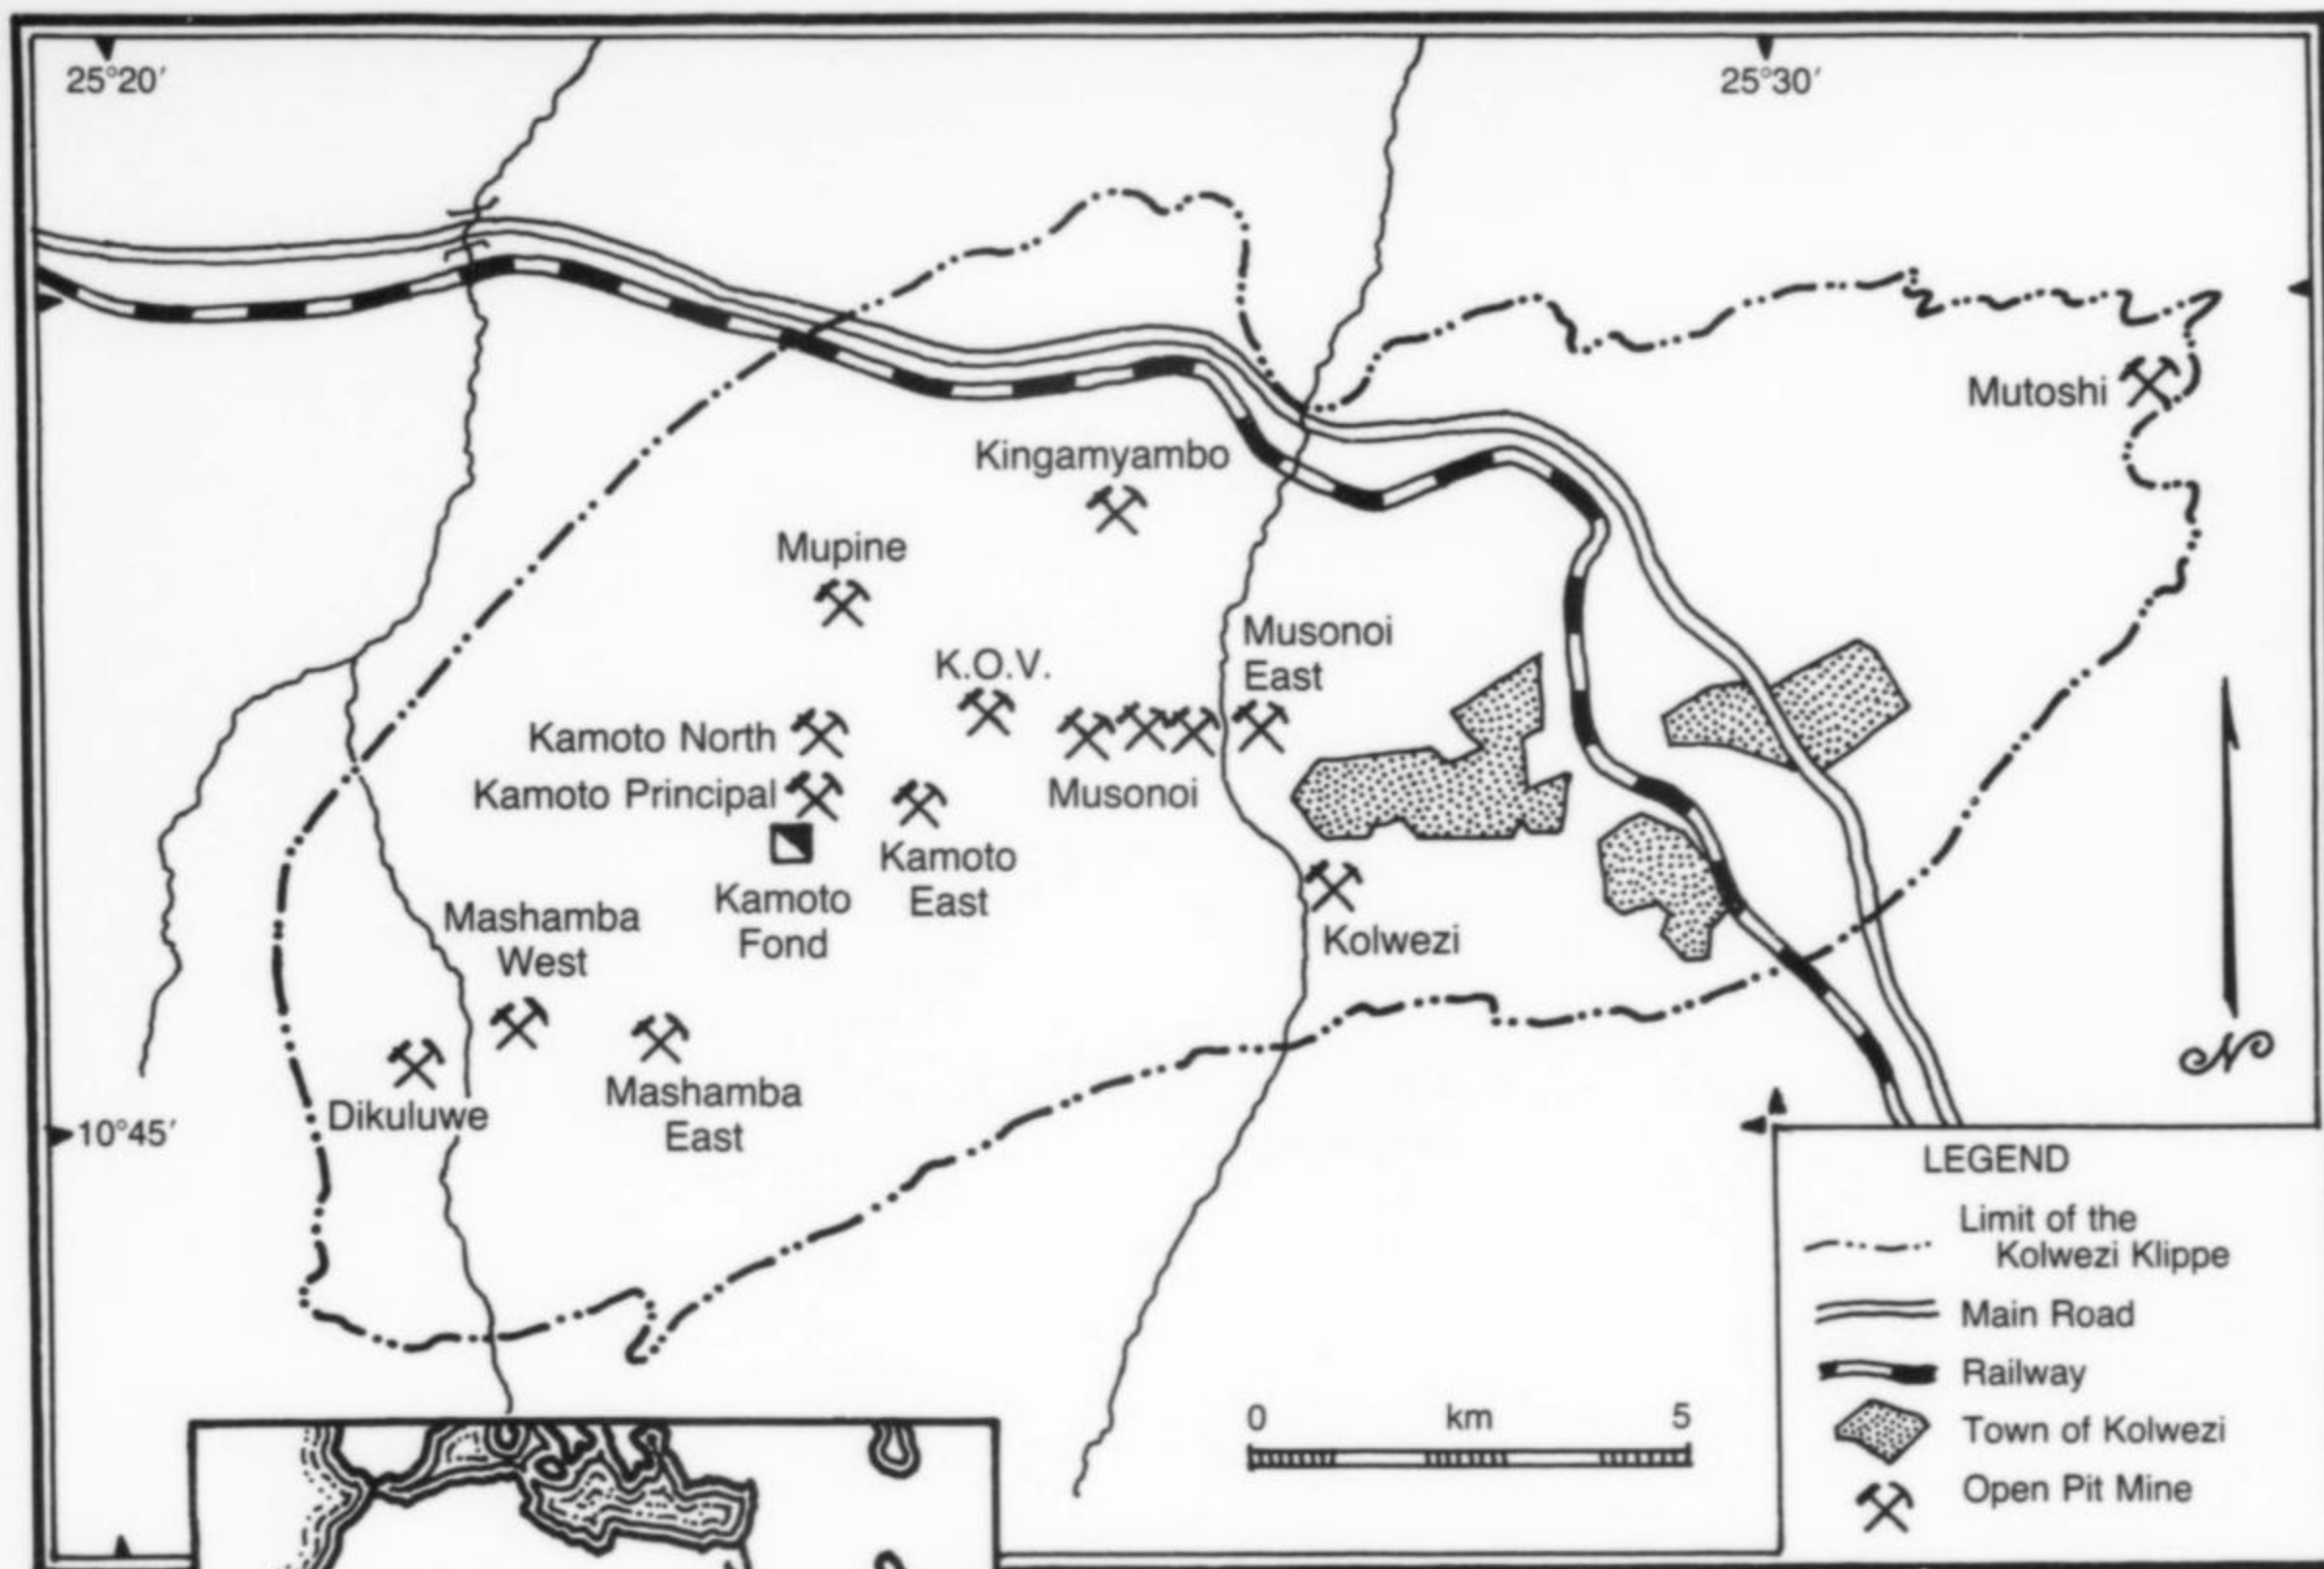 25°20′
25°30′
Mutoshi
Kingamyambo
Mupine
Musonoi
East
K.O.V.
Kamoto North
Kamoto Principal
Musonoi
Kamoto
East
Kamoto
Fond
Mashamba
West
Kolwezi
Dikuluwe
Mashamba
East
10°45′
N
LEGEND
Limit of the
Kolwezi Klippe
Main Road
Railway
Town of Kolwezi
Open Pit Mine
0 km 5